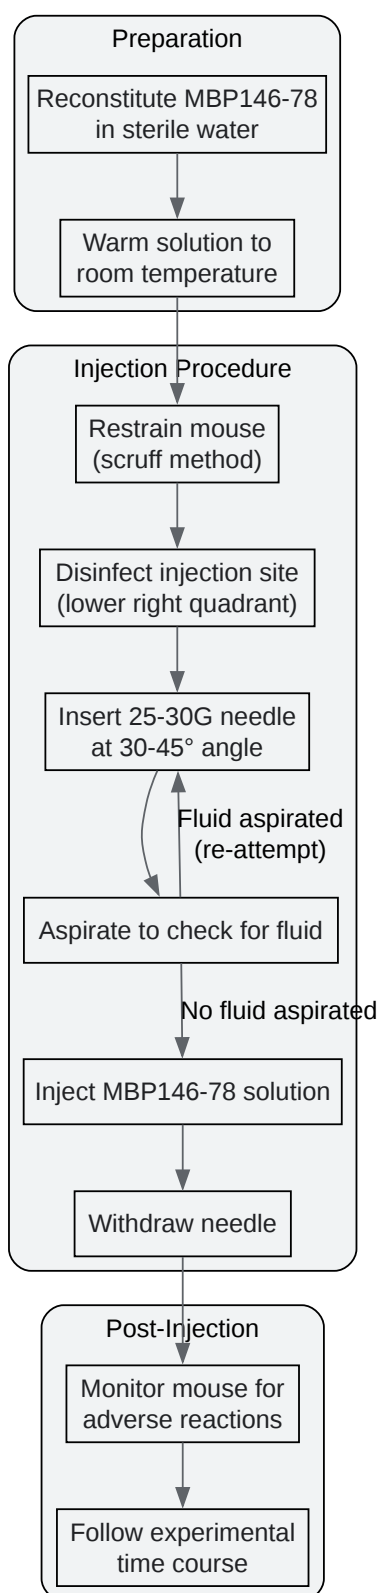 Preparation
Reconstitute MBP146-78
in sterile water
Warm solution to
room temperature
Injection Procedure
Restrain mouse
(scruff method)
Disinfect injection site
(lower right quadrant)
Insert 25-30G needle
at 30-45° angle
Fluid aspirated
(re-attempt)
Aspirate to check for fluid
No fluid aspirated
Inject MBP146-78 solution
Withdraw needle
Post-Injection
Monitor mouse for
adverse reactions
Follow experimental
time course